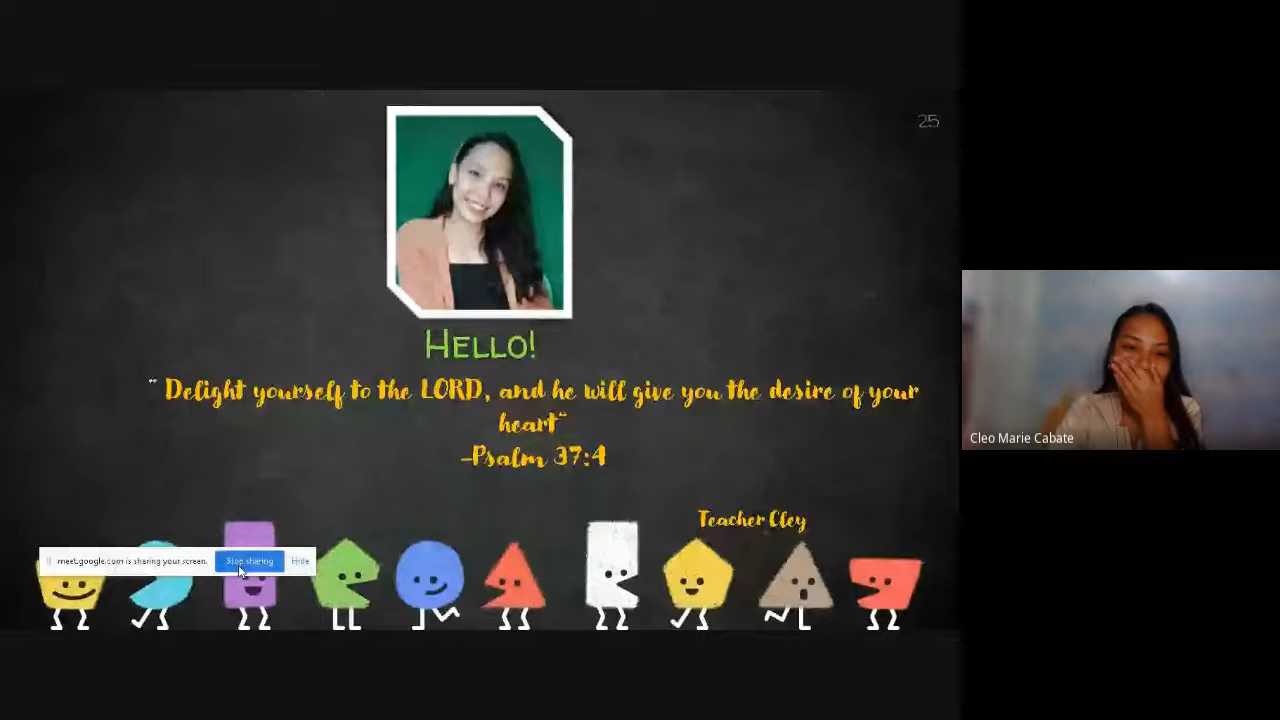 25
HELLO!
" Delight yourself to the LORD, and he will give you the desire of your
heart"
-Psalm 37:4
Teacher Cley
meet.google.com is sharing your screen.
Stop sharing
Hide
Cleo Marie Cabate